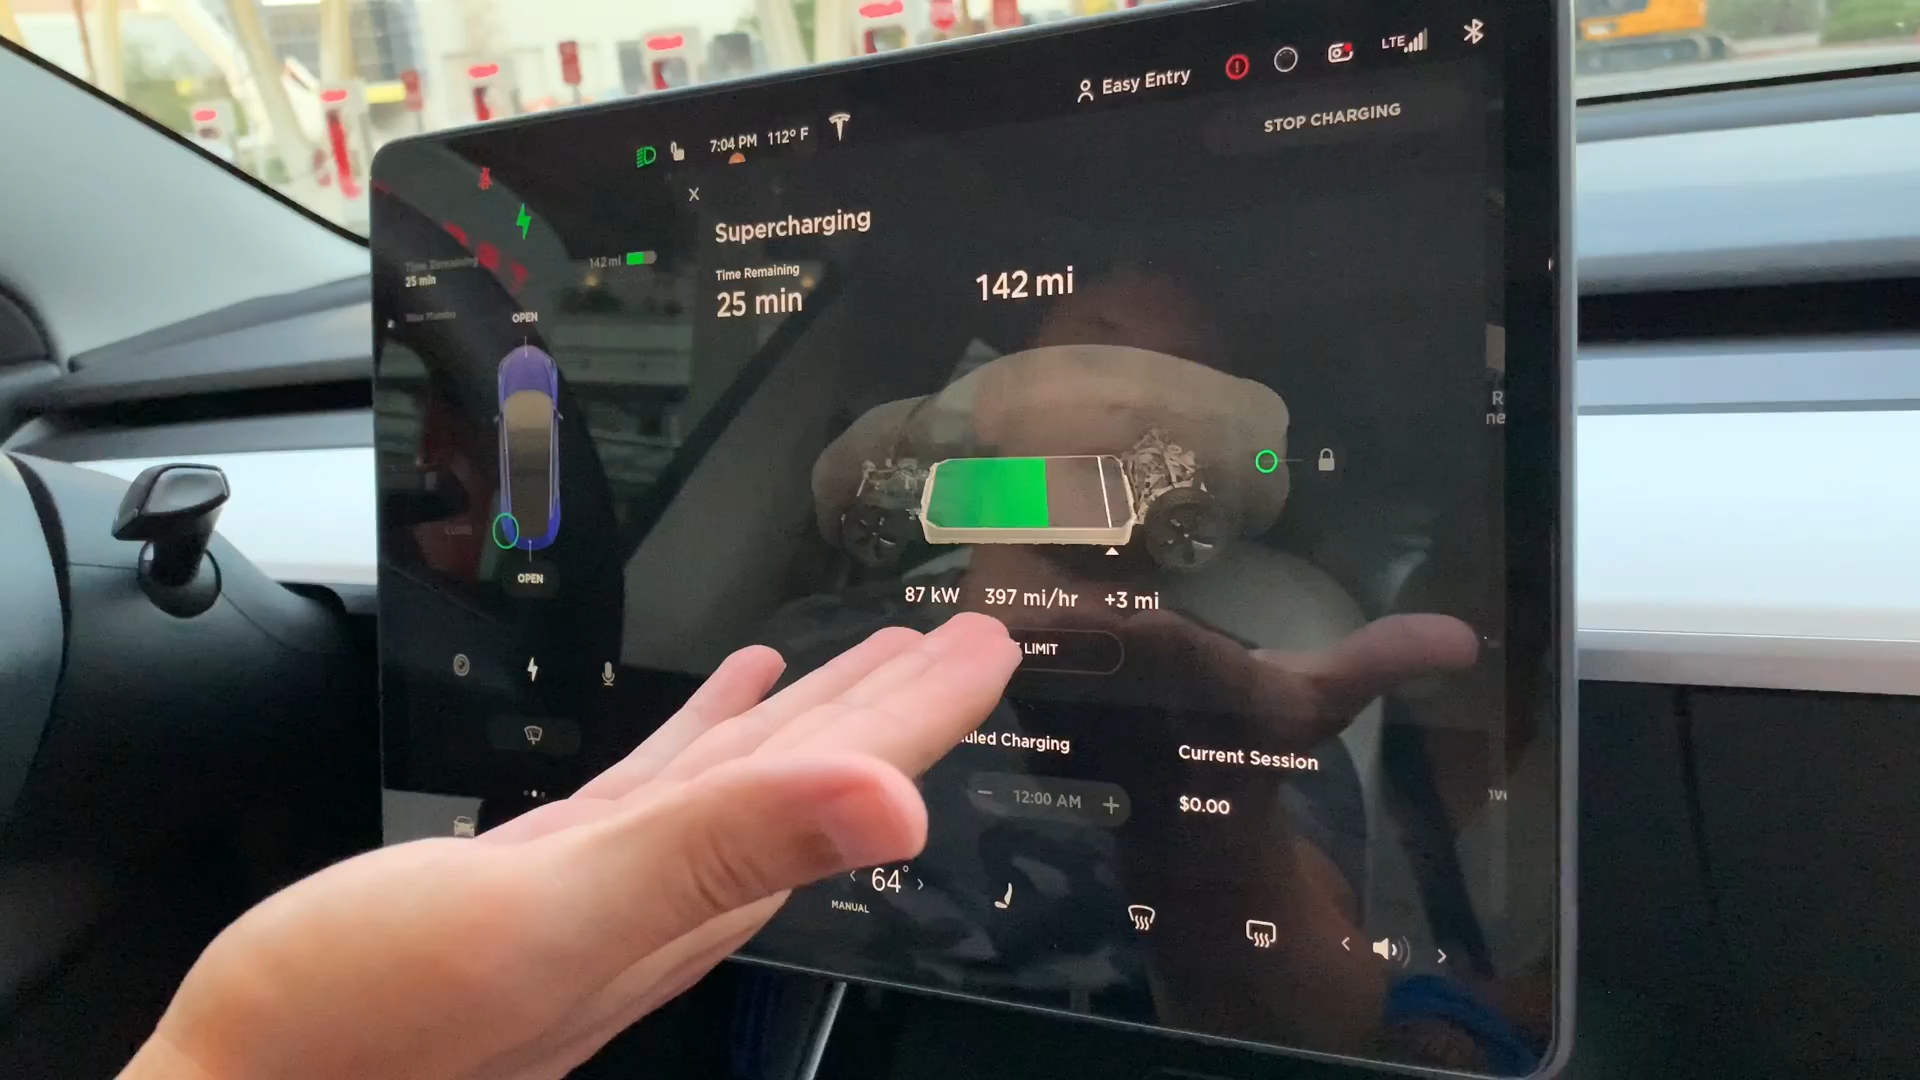 Easy Entry
LTE
7:04 PM 112° F
STOP CHARGING
X
Supercharging
Time Remaining
25 min
142 mi
Time Remaining
25 min
142 mi
OPEN
CLOSE
OPEN
87 kW 397 mi/hr +3 mi
LIMIT
uled Charging
− 12:00 AM +
Current Session
$0.00
< 64° >
MANUAL
< >
R
ne